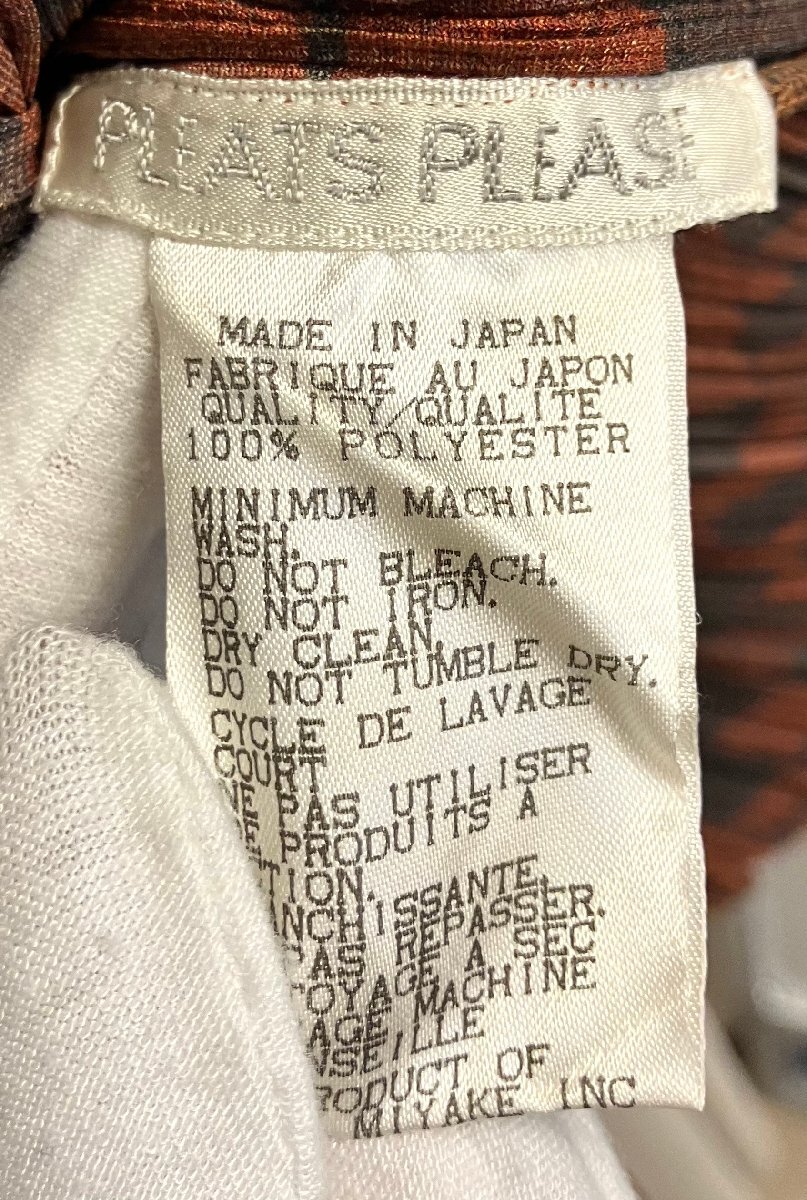 PLEATS PLEASE
MADE IN JAPAN
FABRIQUE AU JAPON
QUALITY/QUALITE
100% POLYESTER
MINIMUM MACHINE
WASH.
DO NOT BLEACH.
DO NOT IRON.
DRY CLEAN.
DO NOT TUMBLE DRY.
CYCLE DE LAVAGE
COURT
NE PAS UTILISER
PRODUITS A
PAS REPASSER.
A SEC
MACHINE
PRODUCT OF
MIYAKE INC